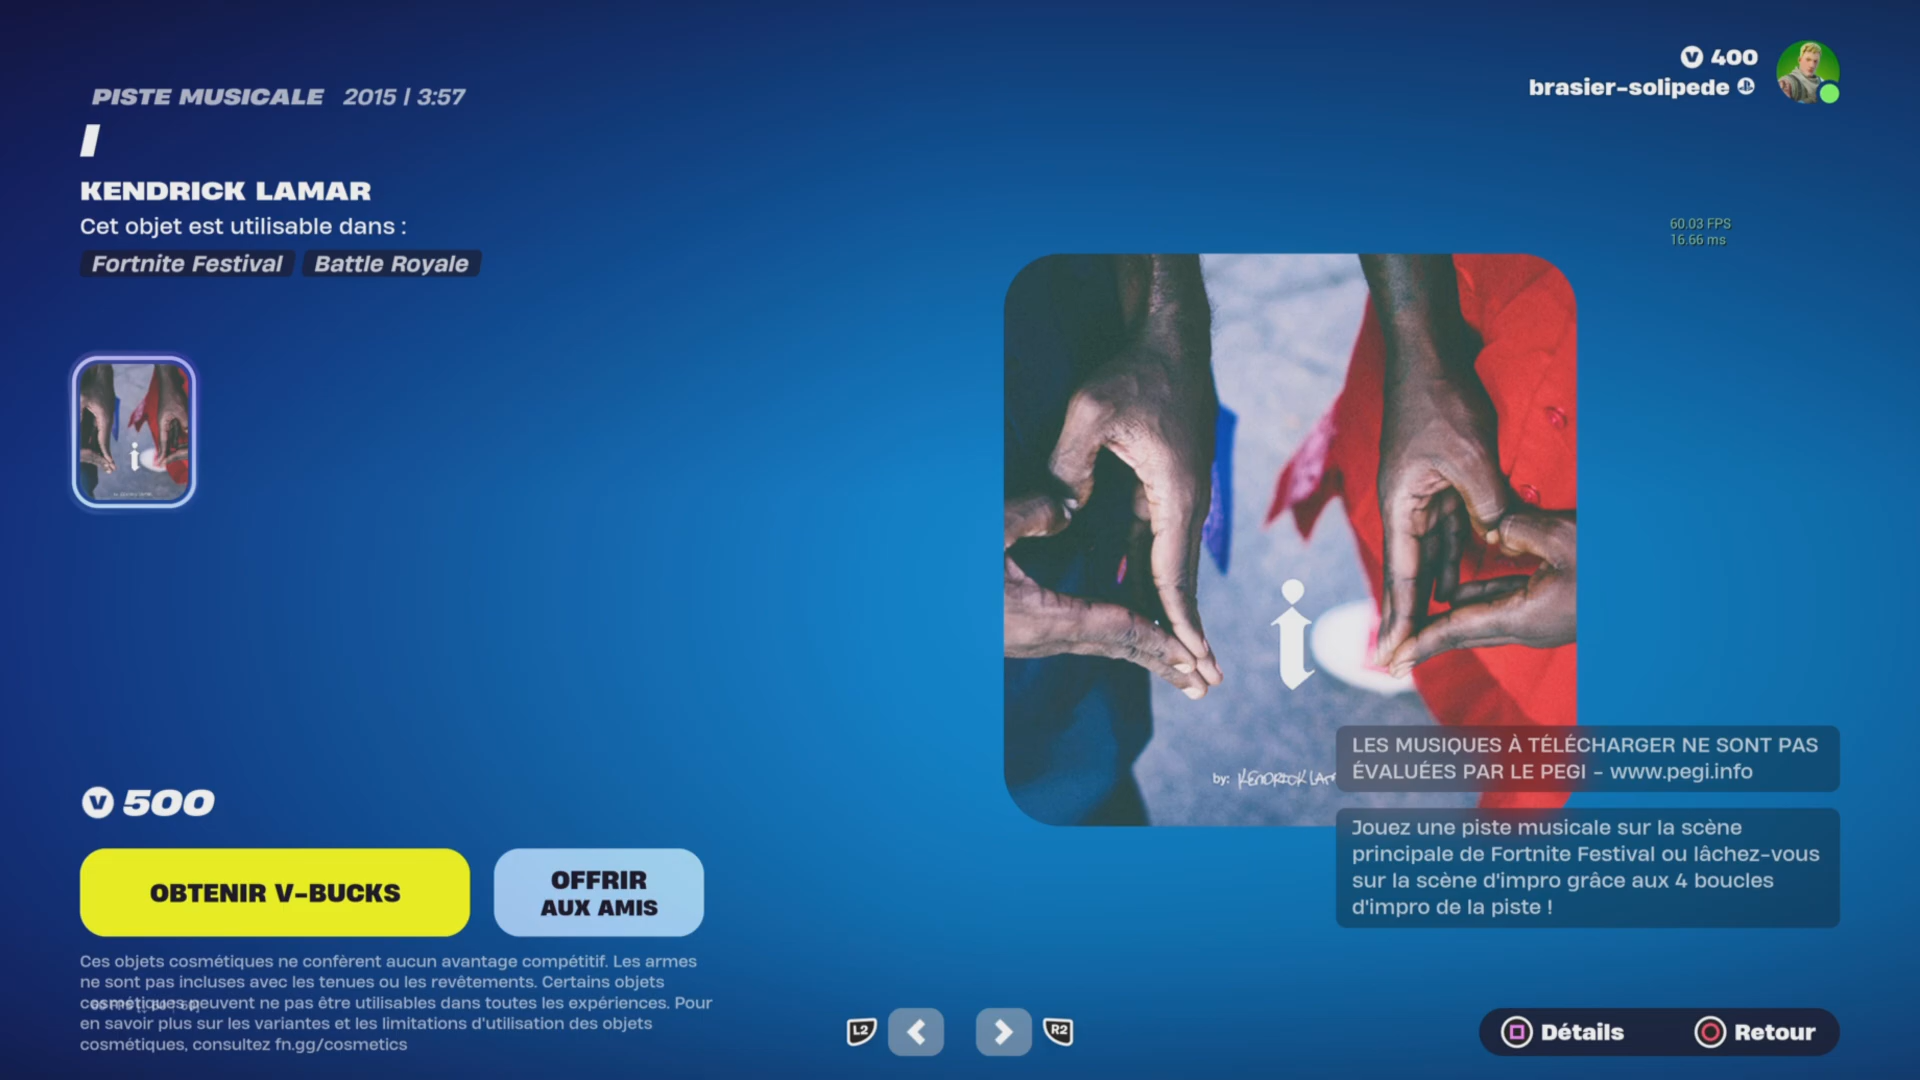 PISTE MUSICALE 2015 | 3:57
I
KENDRICK LAMAR
Cet objet est utilisable dans :
Fortnite Festival Battle Royale
400
brasier-solipede
60.03 FPS
16.66 ms
i
i
by: KENDRICK LAM
LES MUSIQUES À TÉLÉCHARGER NE SONT PAS
ÉVALUÉES PAR LE PEGI - www.pegi.info
Jouez une piste musicale sur la scène
principale de Fortnite Festival ou lâchez-vous
sur la scène d'impro grâce aux 4 boucles
d'impro de la piste !
500
OBTENIR V-BUCKS
OFFRIR
AUX AMIS
Ces objets cosmétiques ne confèrent aucun avantage compétitif. Les armes
ne sont pas incluses avec les tenues ou les revêtements. Certains objets
cosmétiques peuvent ne pas être utilisables dans toutes les expériences. Pour
en savoir plus sur les variantes et les limitations d'utilisation des objets
cosmétiques, consultez fn.gg/cosmetics
L2
R2
Détails
Retour